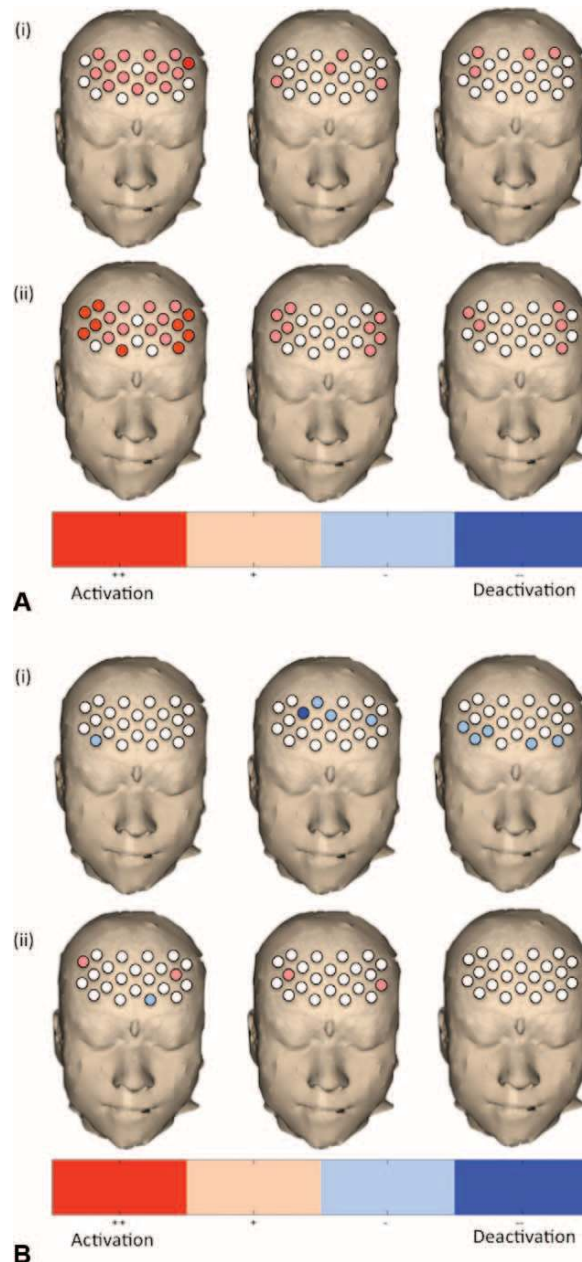 (i)
(ii)
++ + - --
Activation Deactivation
A
(i)
(ii)
++ + - --
Activation Deactivation
B